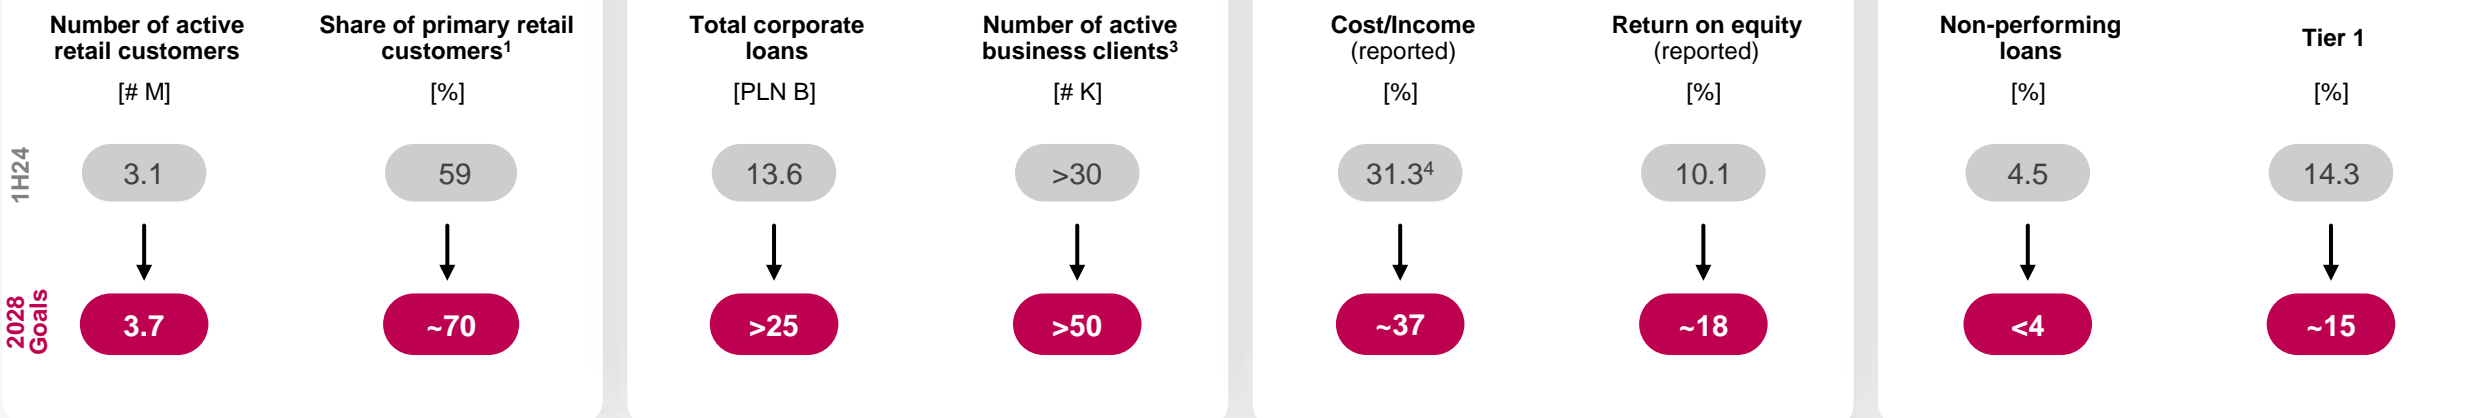 Number of active
retail customers
[# M]
Share of primary retail
customers¹
[%]
Total corporate
loans
[PLN B]
Number of active
business clients³
[# K]
Cost/Income
(reported)
[%]
Return on equity
(reported)
[%]
Non-performing
loans
[%]
Tier 1
[%]
1H24
3.1
59
13.6
>30
31.3⁴
10.1
4.5
14.3
2028
Goals
3.7
~70
>25
>50
~37
~18
<4
~15